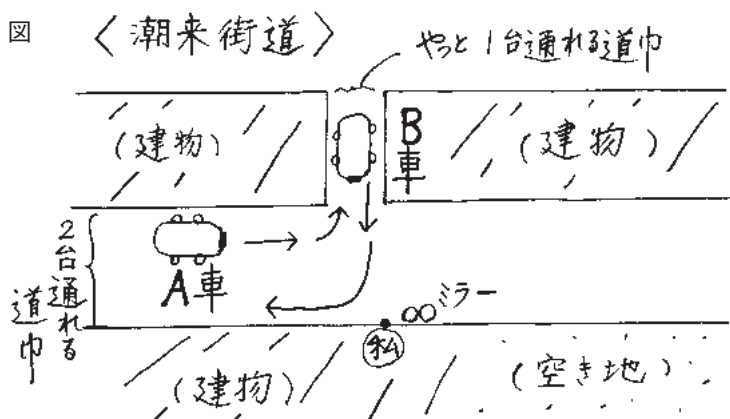 図
〈潮来街道〉
やっと1台通れる道巾
(建物)
B車
(建物)
2台通れる
道巾
A車
ミラー
私
(建物)
(空き地)